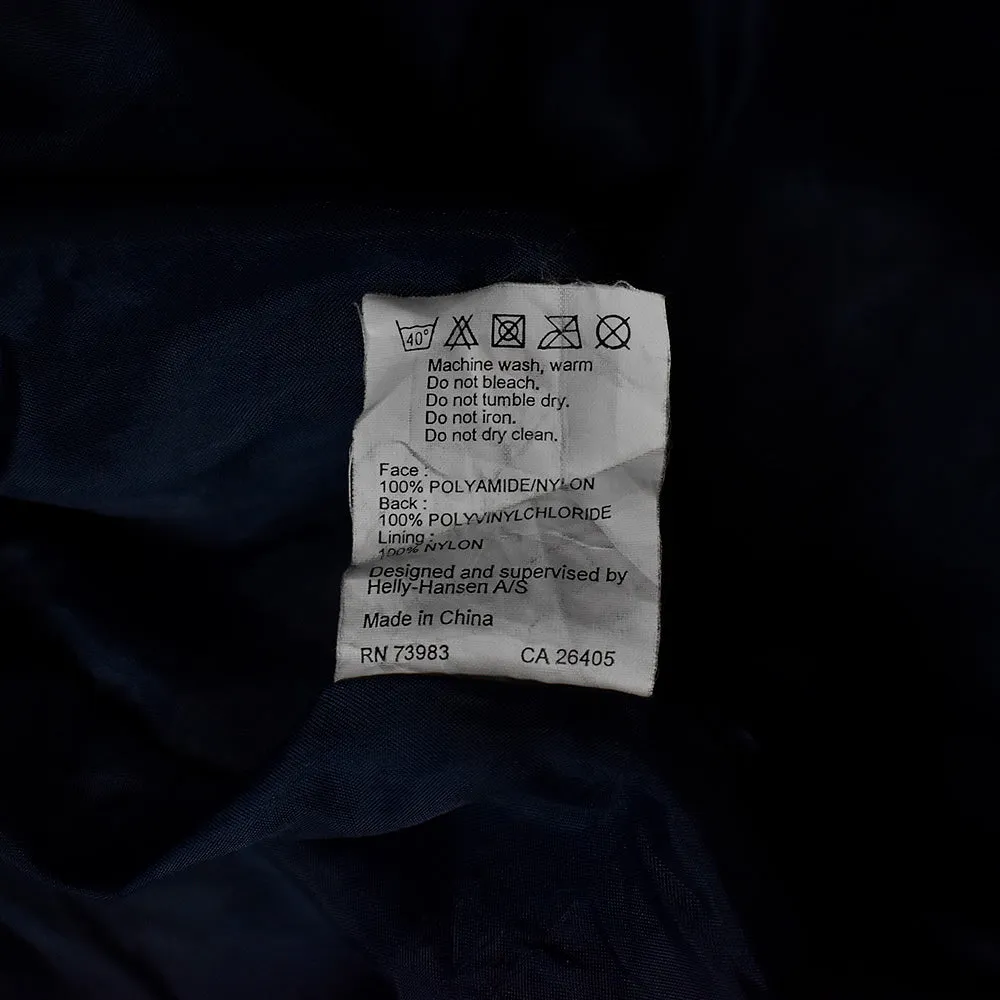 40°
Machine wash, warm
Do not bleach.
Do not tumble dry.
Do not iron.
Do not dry clean.
Face :
100% POLYAMIDE/NYLON
Back :
100% POLYVINYLCHLORIDE
Lining :
100% NYLON
Designed and supervised by
Helly-Hansen A/S
Made in China
RN 73983 CA 26405